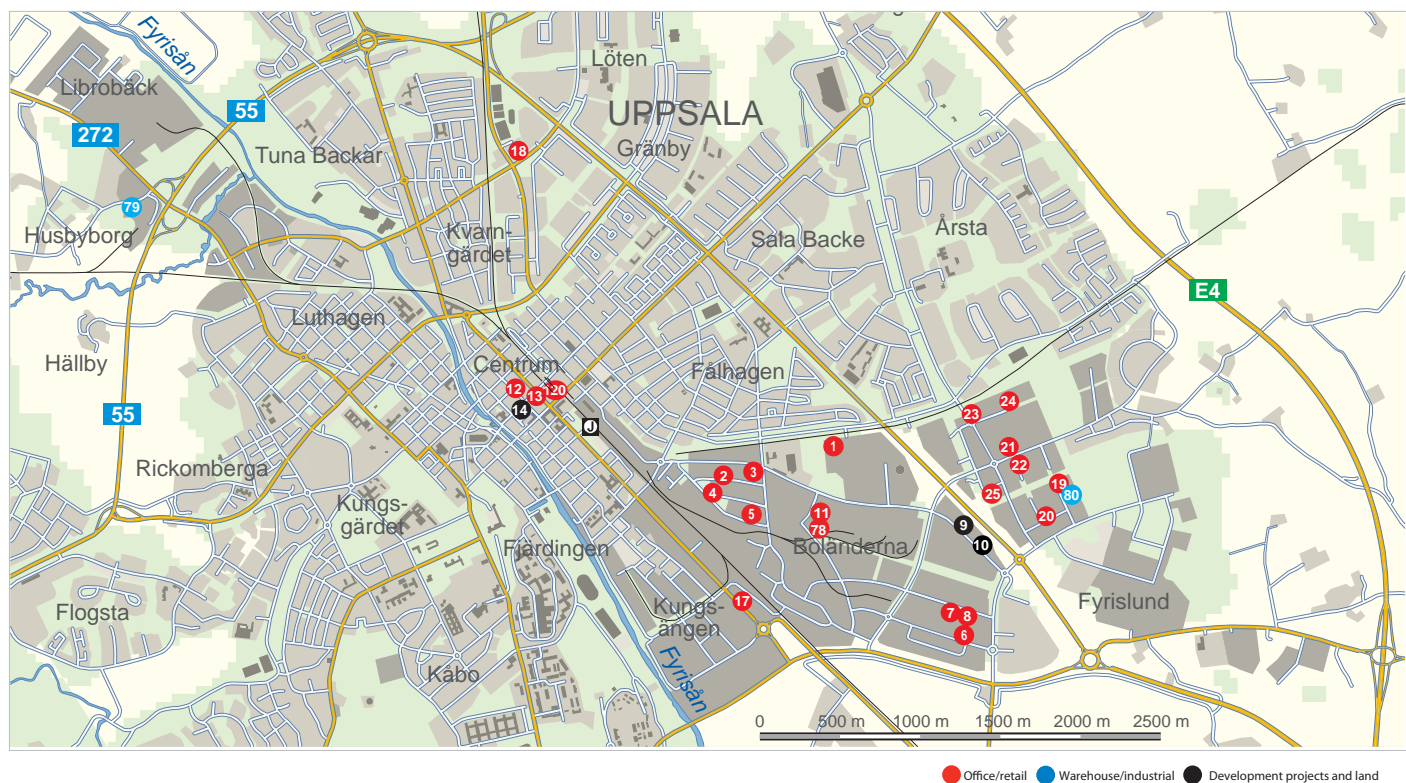 Fyrisån
Löten
Librobäck
55
UPPSALA
272
Gränby
Tuna Backar
18
79
Husbyborg
Kvarn-
gärdet
Sala Backe
Årsta
E4
Luthagen
Hällby
Centrum
Fålhagen
12
13
20
14
55
24
23
1
21
22
Rickomberga
3
2
4
5
19
80
25
20
Kungs-
gärdet
11
78
9
10
Boländerna
Fjärdingen
Flogsta
17
Kungs-
ängen
7
8
6
Fyrislund
Kåbo
Fyrisån
0 500 m 1000 m 1500 m 2000 m 2500 m
Office/retail Warehouse/industrial Development projects and land